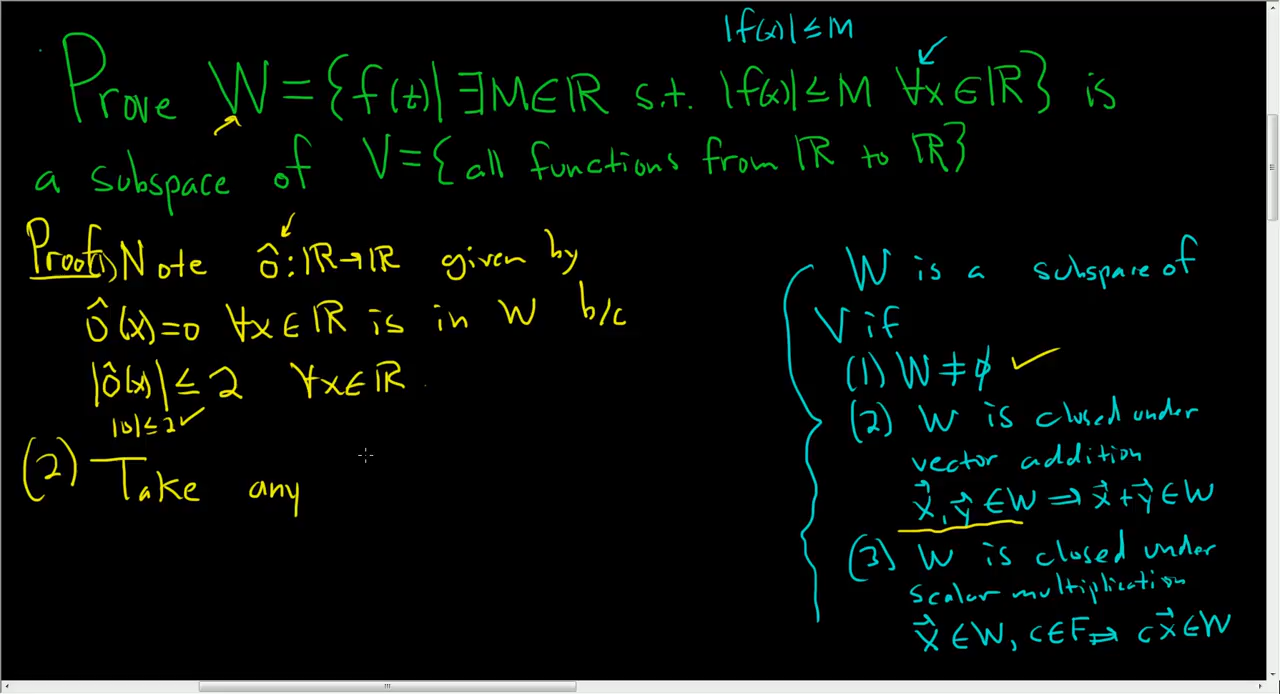 |f(x)| ≤ M
Prove W = {f(t) | ∃M∈ℝ s.t. |f(x)| ≤ M ∀x∈ℝ} is
a subspace of V = {all functions from ℝ to ℝ}
Proof: (1) Note ô: ℝ→ℝ given by
ô(x)=0 ∀x∈ℝ is in W b/c
|ô(x)| ≤ 2 ∀x∈ℝ
|0| ≤ 2 ✓
(2) Take any
W is a subspace of
V if
(1) W ≠ ∅ ✓
(2) W is closed under
vector addition
x⃗, y⃗ ∈ W ⇒ x⃗+y⃗ ∈ W
(3) W is closed under
scalar multiplication
x⃗ ∈ W, c∈F ⇒ cx⃗ ∈ W